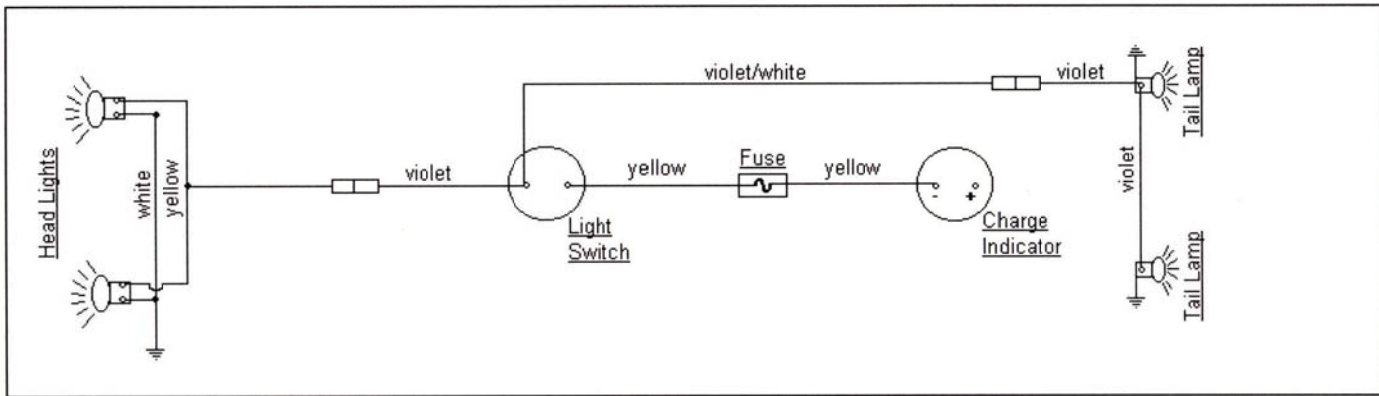 violet/white
violet
Tail Lamp
Head Lights
white
yellow
violet
Light
Switch
yellow
Fuse
yellow
-
+
Charge
Indicator
violet
Tail Lamp